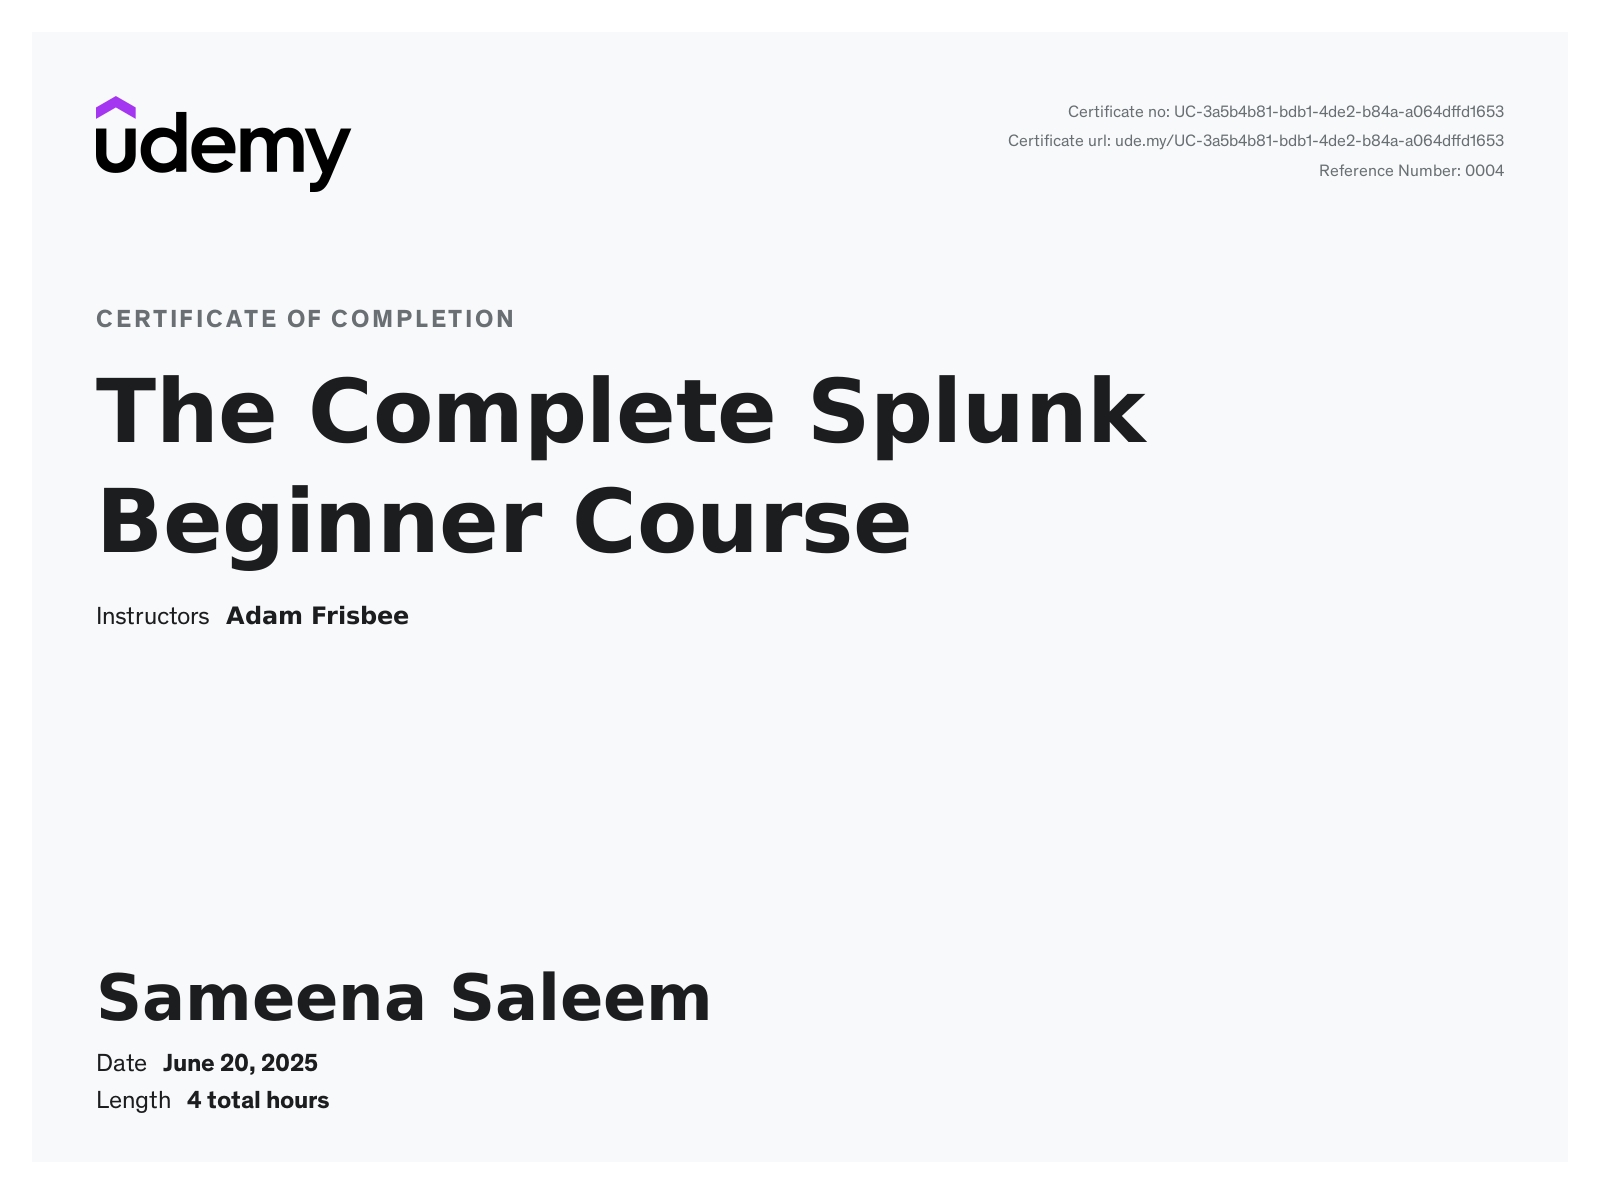 udemy
Certificate no: UC-3a5b4b81-bdb1-4de2-b84a-a064dffd1653
Certificate url: ude.my/UC-3a5b4b81-bdb1-4de2-b84a-a064dffd1653
Reference Number: 0004
CERTIFICATE OF COMPLETION
The Complete Splunk
Beginner Course
Instructors Adam Frisbee
Sameena Saleem
Date June 20, 2025
Length 4 total hours